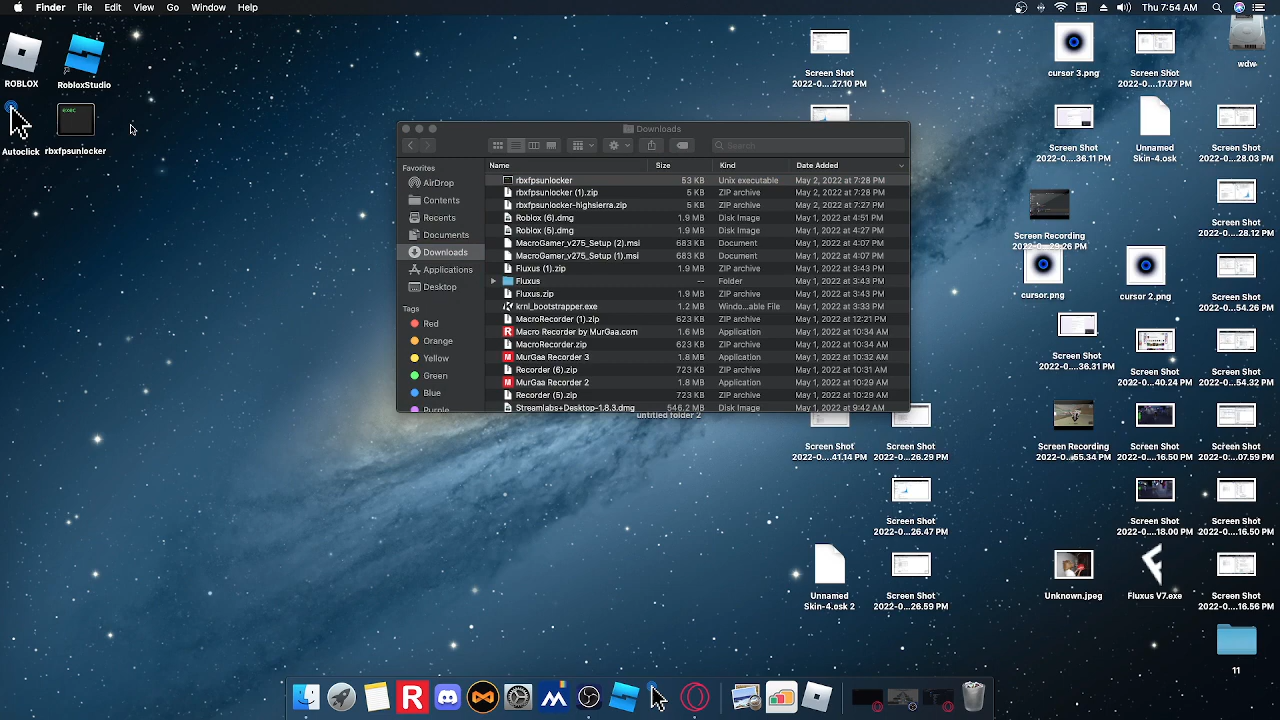 Finder File Edit View Go Window Help
Thu 7:54 AM
ROBLOX
RobloxStudio
Autoclick
rbxfpsunlocker
exec
Downloads
Search
Favorites
AirDrop
Contents
Recents
Documents
Downloads
Applications
Desktop
Tags
Red
Orange
Yellow
Green
Blue
Purple
Name Size Kind Date Added
rbxfpsunlocker 53 KB Unix executable May 2, 2022 at 7:28 PM
rbxfpsunlocker (1).zip 5 KB ZIP archive May 2, 2022 at 7:28 PM
rbxfpsunlocker-highsierra.zip 5 KB ZIP archive May 2, 2022 at 7:27 PM
Roblox (6).dmg 1.9 MB Disk Image May 1, 2022 at 4:51 PM
Roblox (5).dmg 1.9 MB Disk Image May 1, 2022 at 4:27 PM
MacroGamer_v2T5_Setup (2).msi 683 KB Document May 1, 2022 at 4:07 PM
683 KB Document May 1, 2022 at 4:07 PM
Fluxus (1).zip 1.9 MB ZIP archive May 1, 2022 at 3:43 PM
Fluxus -- Folder May 1, 2022 at 3:43 PM
Fluxus.zip 1.9 MB ZIP archive May 1, 2022 at 3:43 PM
krnl_bootstrapper.exe 1.2 MB Windo...able File May 1, 2022 at 3:33 PM
MacroRecorder (1).zip 623 KB ZIP archive May 1, 2022 at 12:21 PM
Macro Recorder by MurGaa.com 1.6 MB Application May 1, 2022 at 10:34 AM
MacroRecorder.zip 623 KB ZIP archive May 1, 2022 at 10:34 AM
MurGaa Recorder 3 1.8 MB Application May 1, 2022 at 10:32 AM
Recorder (6).zip 723 KB ZIP archive May 1, 2022 at 10:31 AM
MurGaa Recorder 2 1.8 MB Application May 1, 2022 at 10:29 AM
Recorder (5).zip 723 KB ZIP archive May 1, 2022 at 10:29 AM
Streamlabs+Desktop-1.8.3.dmg 546.2 MB Disk Image May 1, 2022 at 9:42 AM
untitled folder 2
Screen Shot
2022-0....27.10 PM
cursor 3.png
Screen Shot
2022-0....17.07 PM
wdw
Screen Shot
2022-0...36.11 PM
Unnamed
Skin-4.osk
Screen Shot
2022-0...28.03 PM
Screen Recording
2022-0...29.26 PM
Screen Shot
2022-0...28.12 PM
cursor.png
cursor 2.png
Screen Shot
2022-0...54.26 PM
Screen Shot
2022-0...36.31 PM
Screen Shot
2022-0...40.24 PM
Screen Shot
2022-0...54.32 PM
Screen Shot
2022-0...41.14 PM
Screen Shot
2022-0...26.29 PM
Screen Recording
2022-0...55.34 PM
Screen Shot
2022-0...16.50 PM
Screen Shot
2022-0...07.59 PM
Screen Shot
2022-0...26.47 PM
Screen Shot
2022-0...18.00 PM
Screen Shot
2022-0...16.50 PM
Unnamed
Skin-4.osk 2
Screen Shot
2022-0...26.59 PM
Unknown.jpeg
Fluxus V7.exe
Screen Shot
2022-0...16.56 PM
11